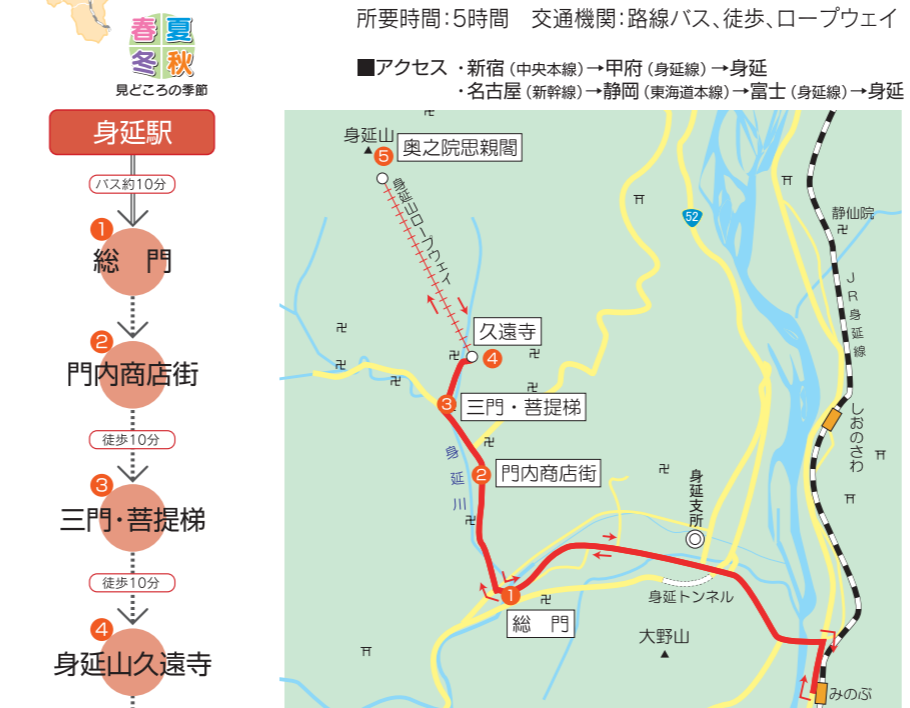 所要時間：5時間　交通機関：路線バス、徒歩、ロープウェイ
■アクセス ・新宿（中央本線）→甲府（身延線）→身延
・名古屋（新幹線）→静岡（東海道本線）→富士（身延線）→身延
春 夏
冬 秋
見どころの季節
身延駅
バス約10分
1
総　門
2
門内商店街
徒歩10分
3
三門・菩提梯
徒歩10分
4
身延山久遠寺
身延山
5 奥之院思親閣
身延山ロープウェイ
52
静仙院
JR身延線
久遠寺
4
3 三門・菩提梯
しおのさわ
身延川
2 門内商店街
身延支所
1
総　門
身延トンネル
大野山
みのぶ